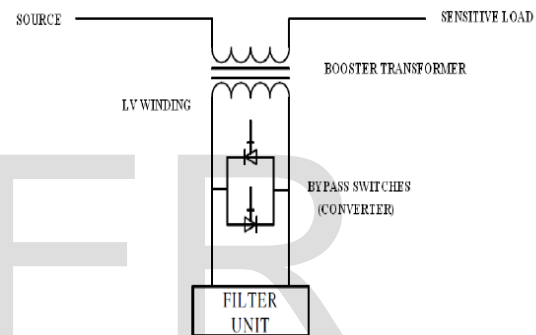 SOURCE
SENSITIVE LOAD
BOOSTER TRANSFORMER
LV WINDING
BYPASS SWITCHES
(CONVERTER)
FILTER
UNIT